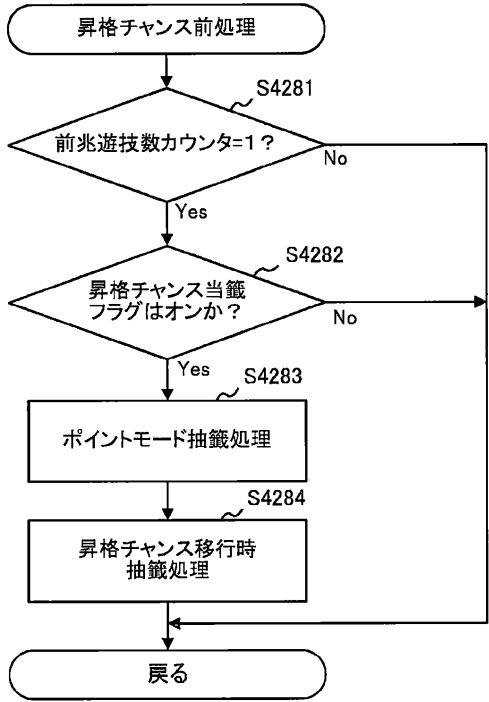 昇格チャンス前処理
S4281
前兆遊技数カウンタ=1?
No
Yes
S4282
昇格チャンス当籤
フラグはオンか?
No
Yes
S4283
ポイントモード抽籤処理
S4284
昇格チャンス移行時
抽籤処理
戻る